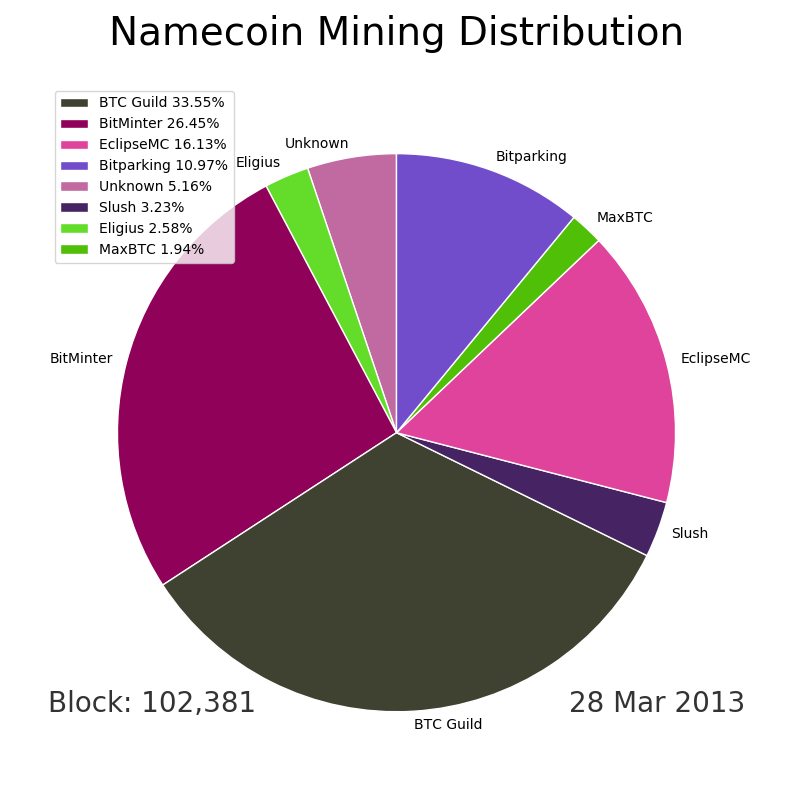 Namecoin Mining Distribution
BTC Guild 33.55%
BitMinter 26.45%
EclipseMC 16.13%
Bitparking 10.97%
Unknown 5.16%
Slush 3.23%
Eligius 2.58%
MaxBTC 1.94%
Unknown
Eligius
Bitparking
MaxBTC
BitMinter
EclipseMC
Slush
BTC Guild
Block: 102,381
28 Mar 2013